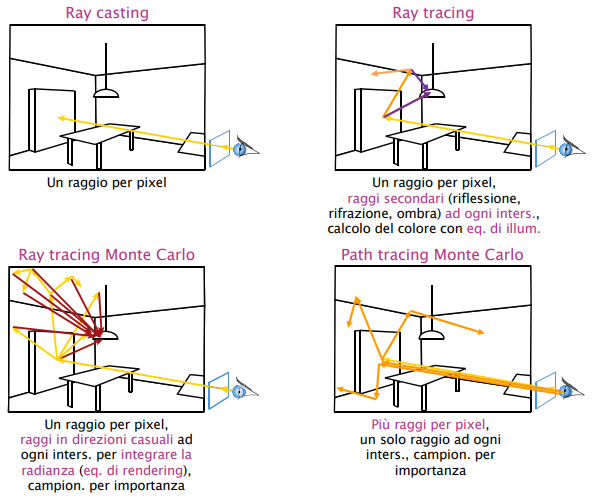 Ray casting
Un raggio per pixel
Ray tracing
Un raggio per pixel,
raggi secondari (riflessione,
rifrazione, ombra) ad ogni inters.,
calcolo del colore con eq. di illum.
Ray tracing Monte Carlo
Un raggio per pixel,
raggi in direzioni casuali ad
ogni inters. per integrare la
radianza (eq. di rendering),
campion. per importanza
Path tracing Monte Carlo
Più raggi per pixel,
un solo raggio ad ogni
inters., campion. per
importanza